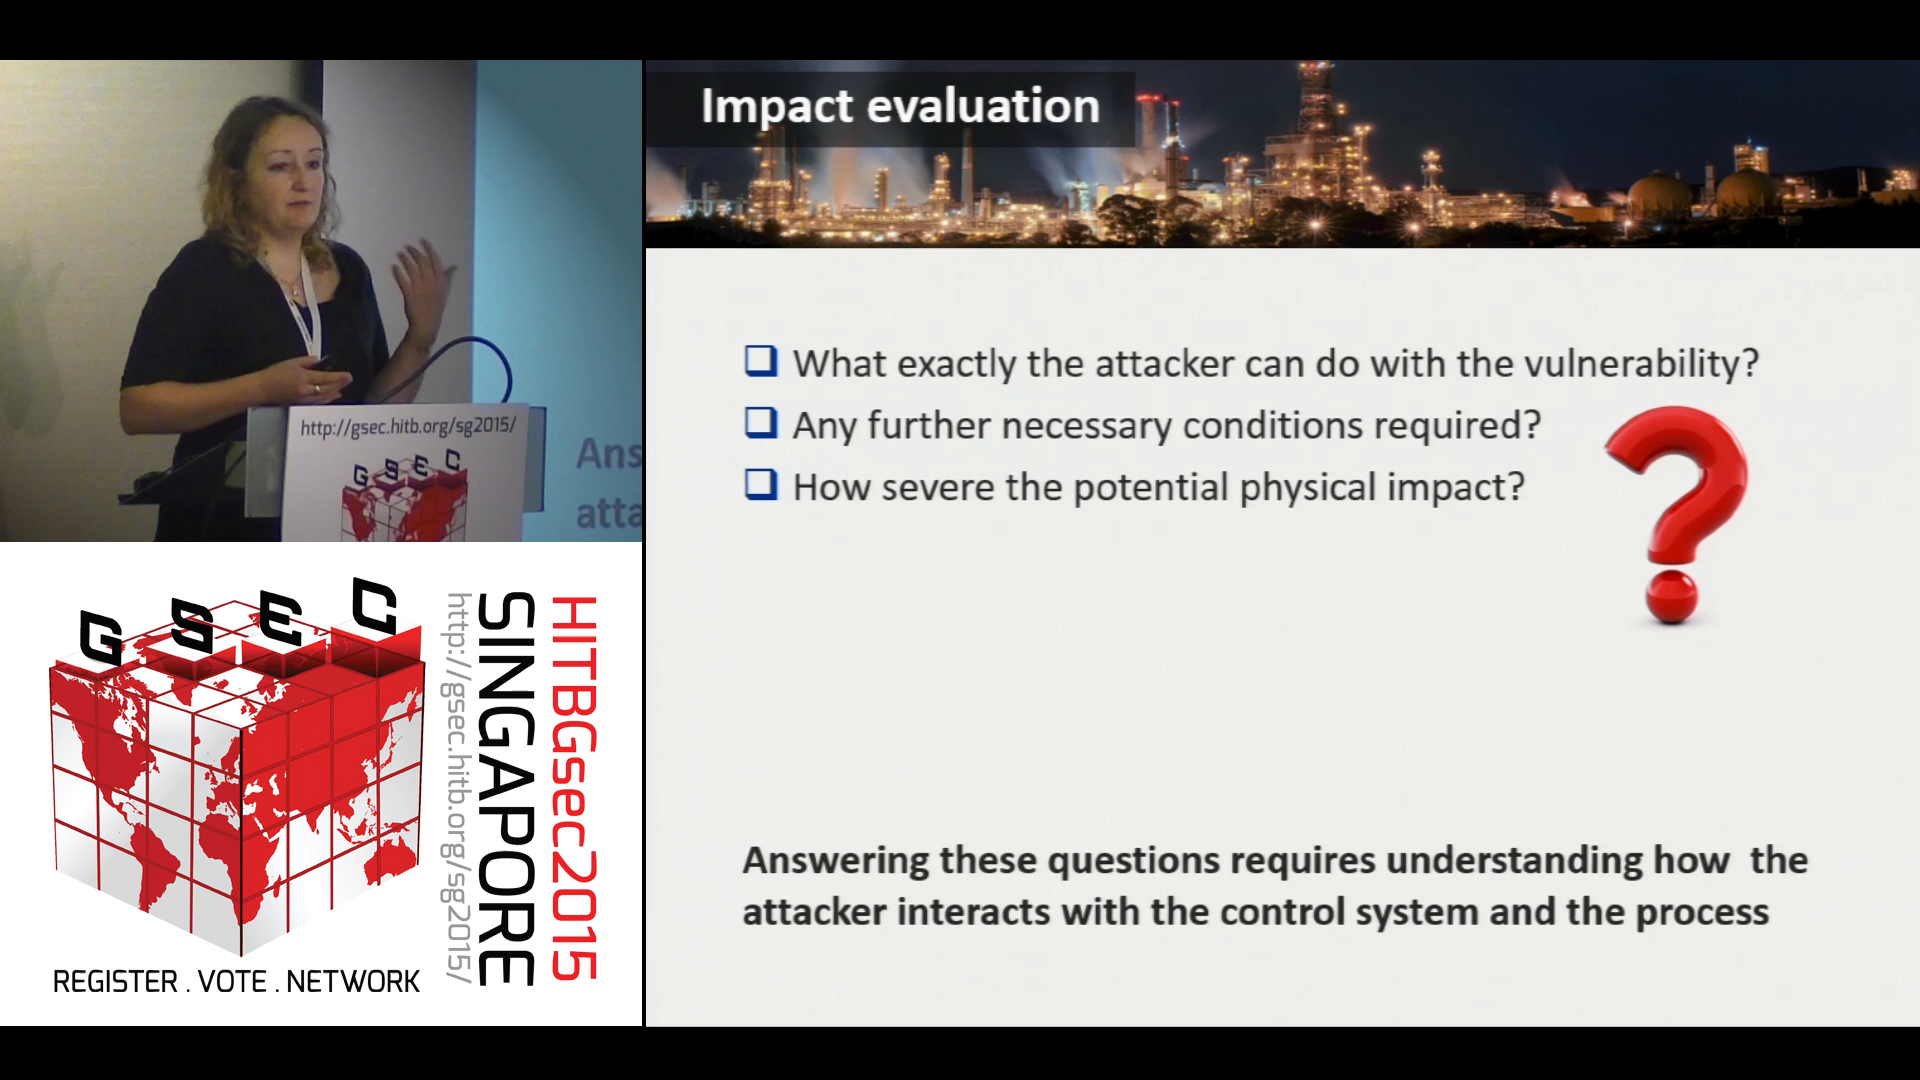 Impact evaluation
What exactly the attacker can do with the vulnerability?
Any further necessary conditions required?
How severe the potential physical impact?
Answering these questions requires understanding how the
attacker interacts with the control system and the process
http://gsec.hitb.org/sg2015/
GSEC
Ans
atta
GSEC
REGISTER . VOTE . NETWORK
http://gsec.hitb.org/sg2015/
SINGAPORE
HITBGsec2015